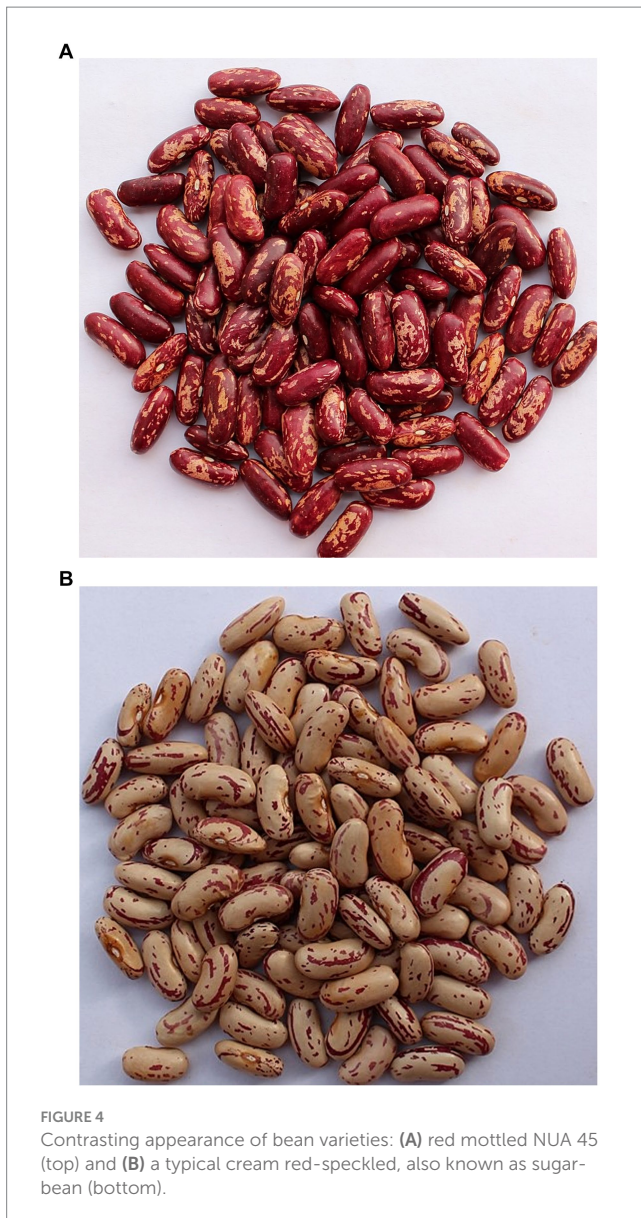 A
B
FIGURE 4
Contrasting appearance of bean varieties: (A) red mottled NUA 45
(top) and (B) a typical cream red-speckled, also known as sugar-
bean (bottom).